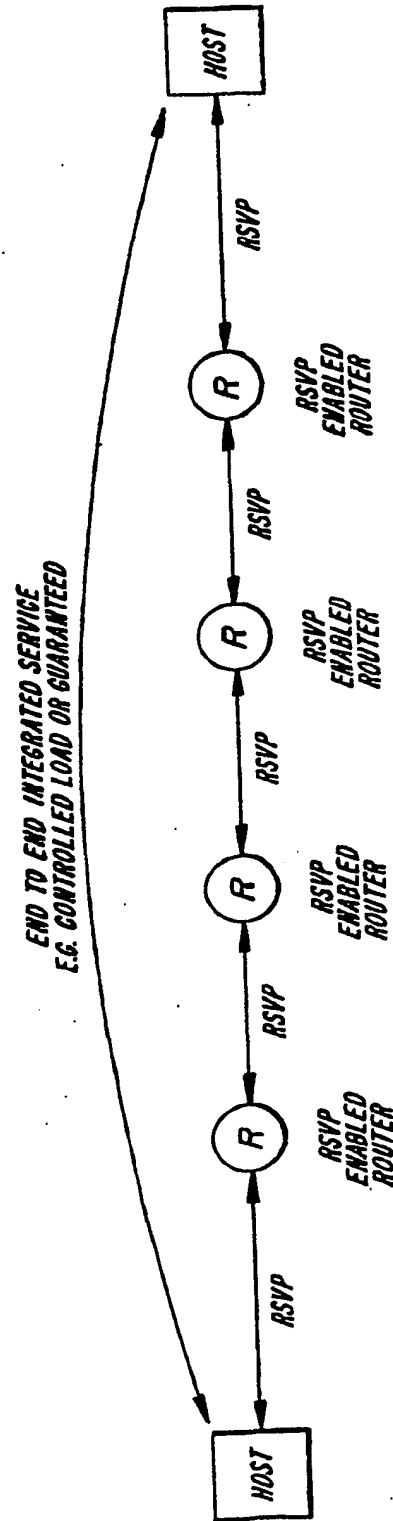 END TO END INTEGRATED SERVICE
E.G. CONTROLLED LOAD OR GUARANTEED
HOST
RSVP
R
RSVP
ENABLED
ROUTER
RSVP
R
RSVP
ENABLED
ROUTER
RSVP
R
RSVP
ENABLED
ROUTER
RSVP
R
RSVP
ENABLED
ROUTER
RSVP
HOST